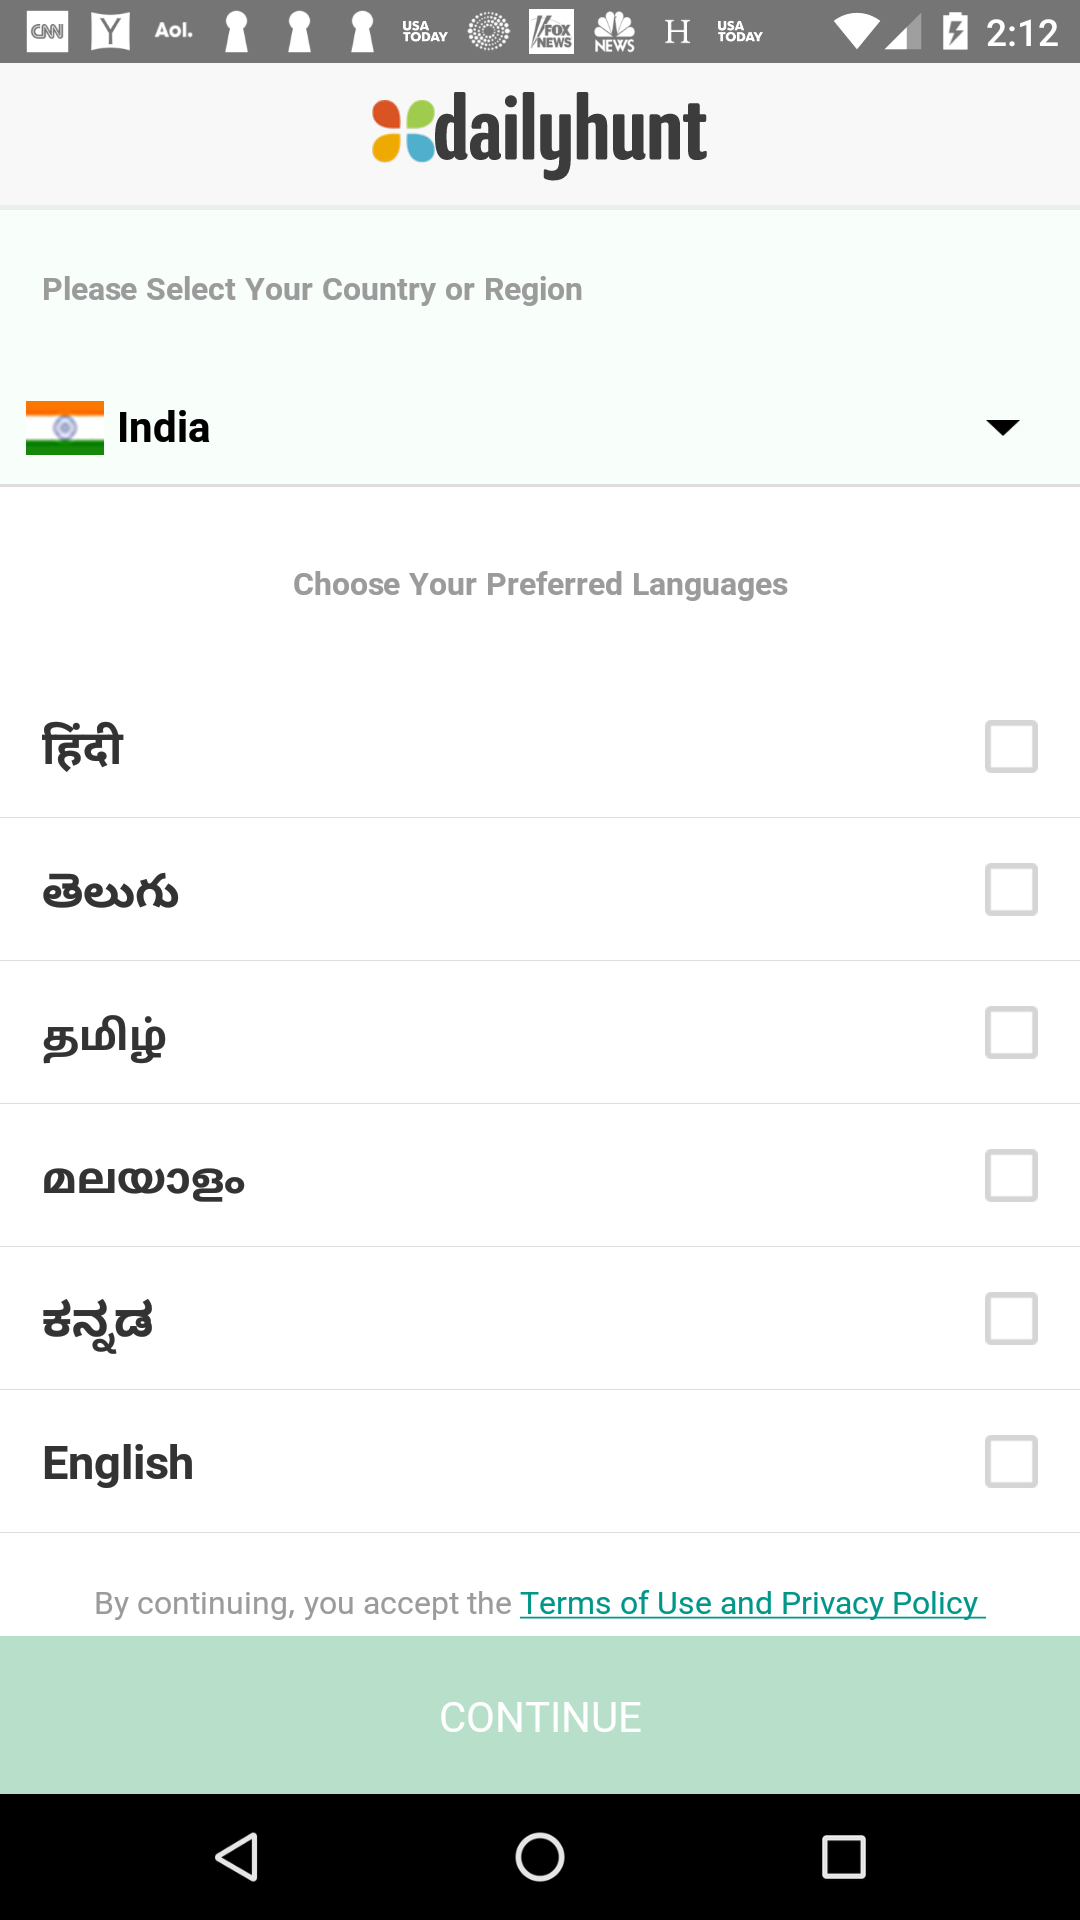 CNN Y Aol. USA TODAY FOX NEWS NEWS H USA TODAY 2:12
dailyhunt
Please Select Your Country or Region
India
Choose Your Preferred Languages
हिंदी
తెలుగు
தமிழ்
മലയാളം
ಕನ್ನಡ
English
By continuing, you accept the Terms of Use and Privacy Policy
CONTINUE